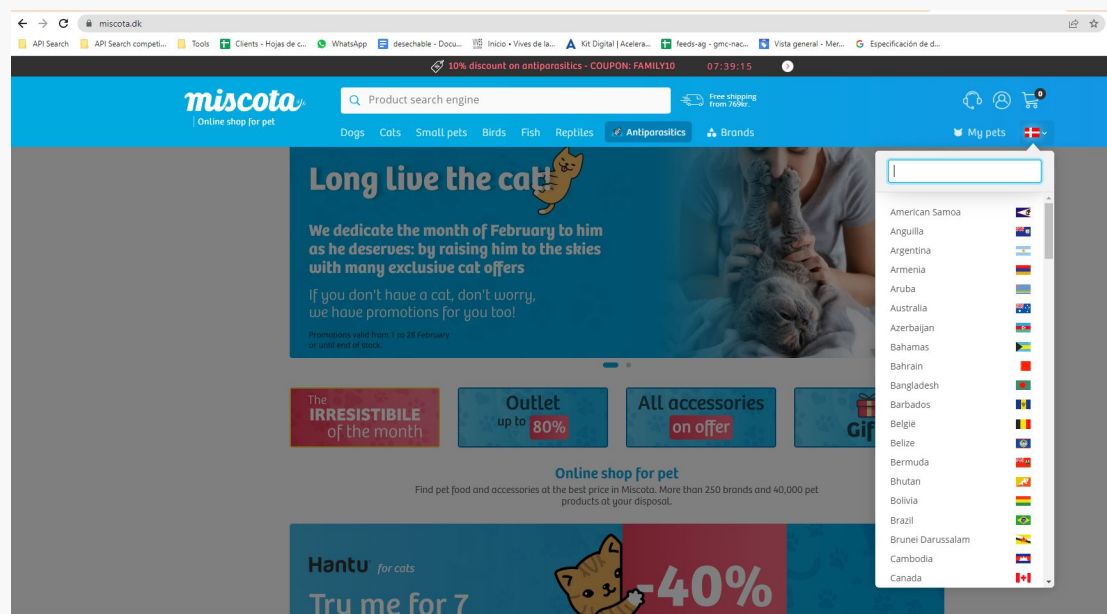 miscota.dk
API Search
API Search competi...
Tools
Clients - Hojas de c...
WhatsApp
desechable - Docu...
Inicio • Vives de la...
Kit Digital | Acelera...
feeds-ag - gmc-nac...
Vista general - Mer...
Especificación de d...
10% discount on antiparasitics - COUPON: FAMILY10 07:39:15
miscota
Online shop for pet
Product search engine
Free shipping
from 769kr.
0
Dogs Cats Small pets Birds Fish Reptiles Antiparasitics Brands
My pets
Long live the cat!
We dedicate the month of February to him
as he deserves: by raising him to the skies
with many exclusive cat offers
If you don't have a cat, don't worry,
we have promotions for you too!
Promotions valid from 1 to 28 February
or until end of stock.
The
IRRESISTIBLE
of the month
Outlet
up to 80%
All accessories
on offer
Gif
Online shop for pet
Find pet food and accessories at the best price in Miscota. More than 250 brands and 40,000 pet
products at your disposal.
Hantu for cats
Try me for 7
-40%
American Samoa
Anguilla
Argentina
Armenia
Aruba
Australia
Azerbaijan
Bahamas
Bahrain
Bangladesh
Barbados
België
Belize
Bermuda
Bhutan
Bolivia
Brazil
Brunei Darussalam
Cambodia
Canada